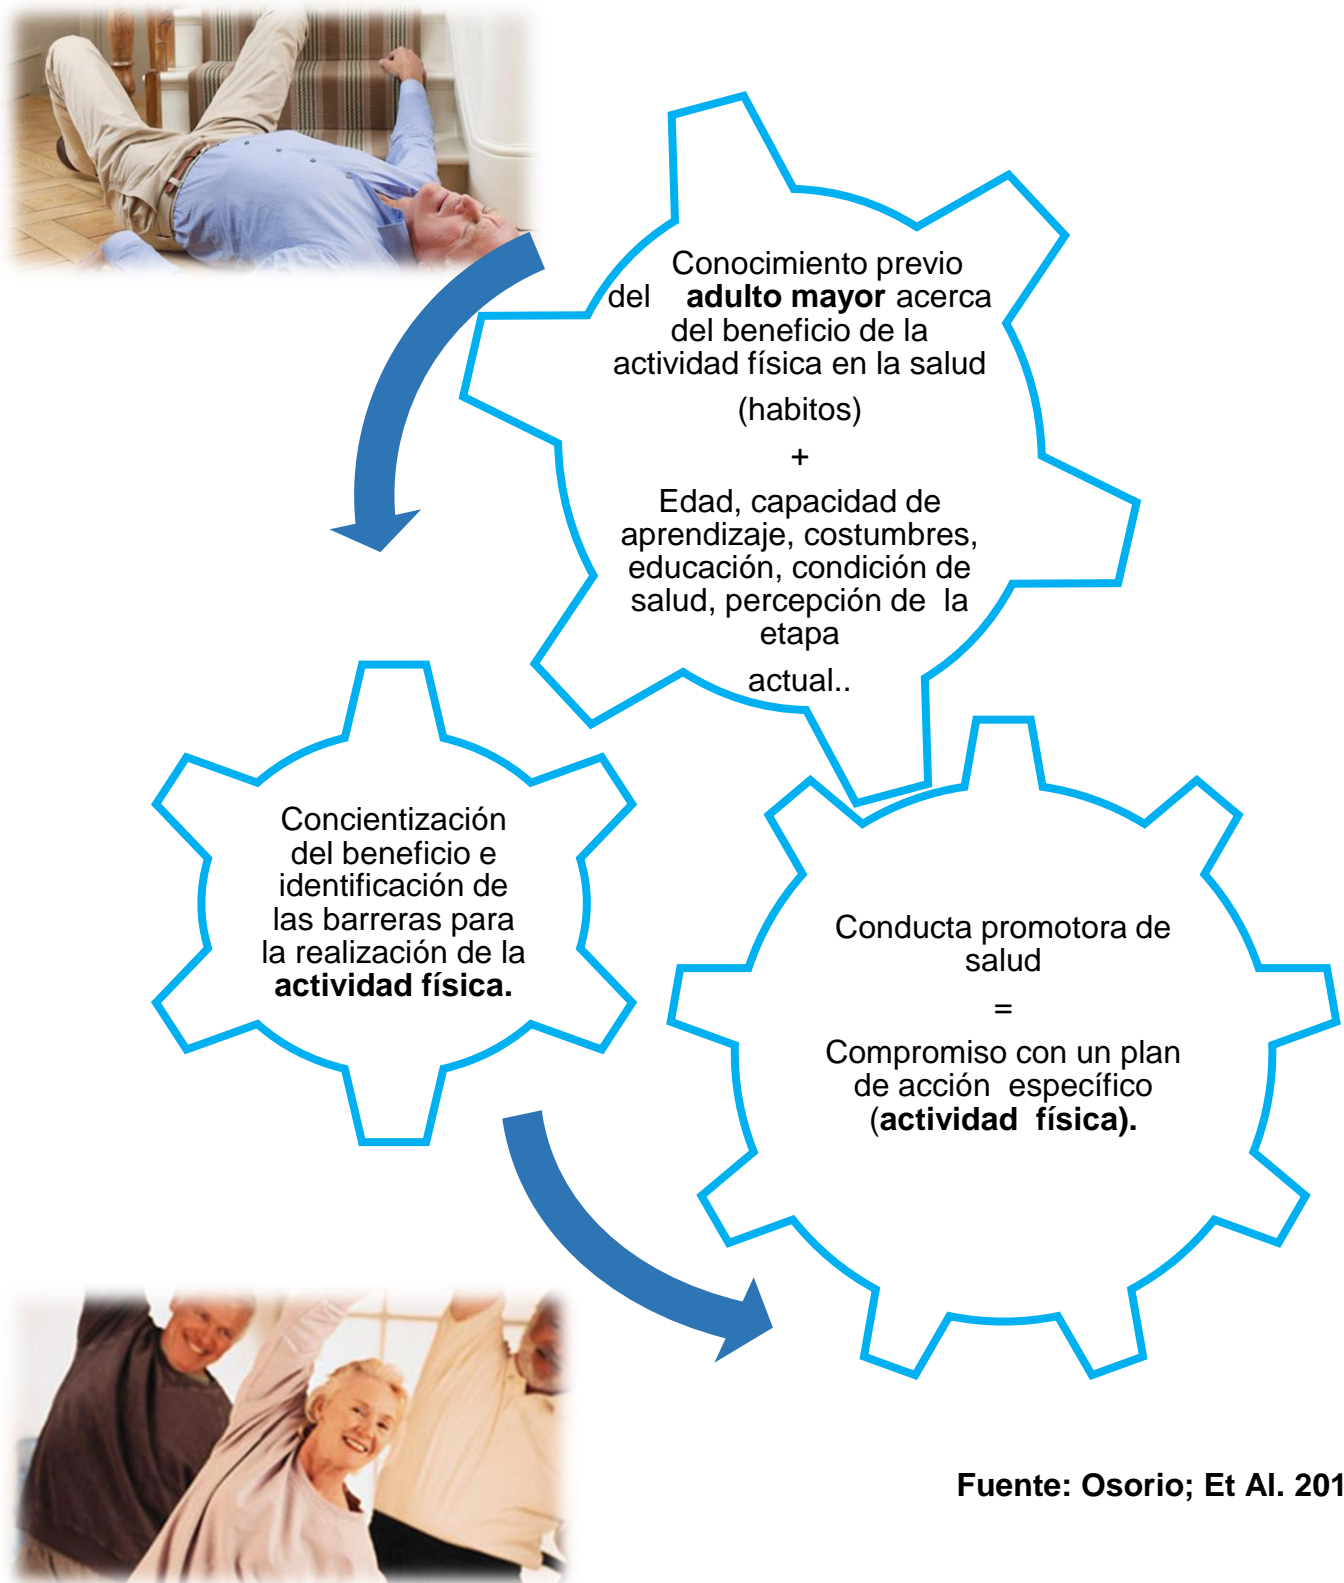 Conocimiento previo
del adulto mayor acerca
del beneficio de la
actividad física en la salud
(habitos)
+
Edad, capacidad de
aprendizaje, costumbres,
educación, condición de
salud, percepción de la
etapa
actual..
Concientización
del beneficio e
identificación de
las barreras para
la realización de la
actividad física.
Conducta promotora de
salud
=
Compromiso con un plan
de acción específico
(actividad física).
Fuente: Osorio; Et Al. 201